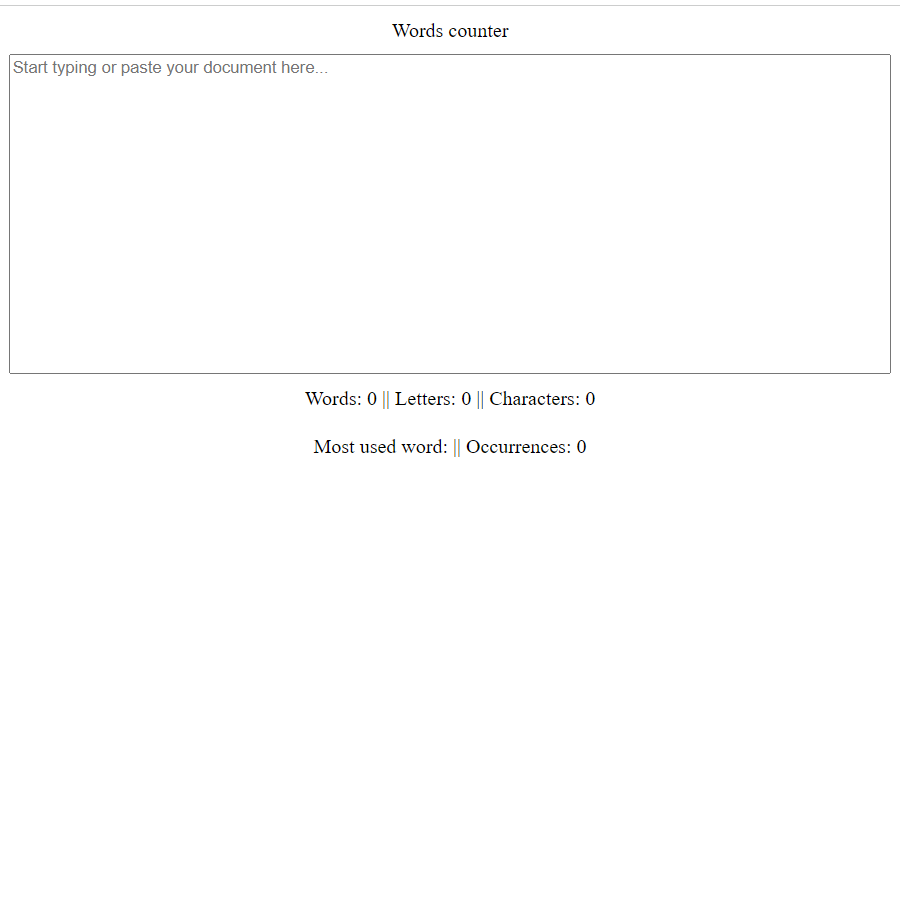 Words counter
Start typing or paste your document here...
Words: 0 || Letters: 0 || Characters: 0
Most used word: || Occurrences: 0